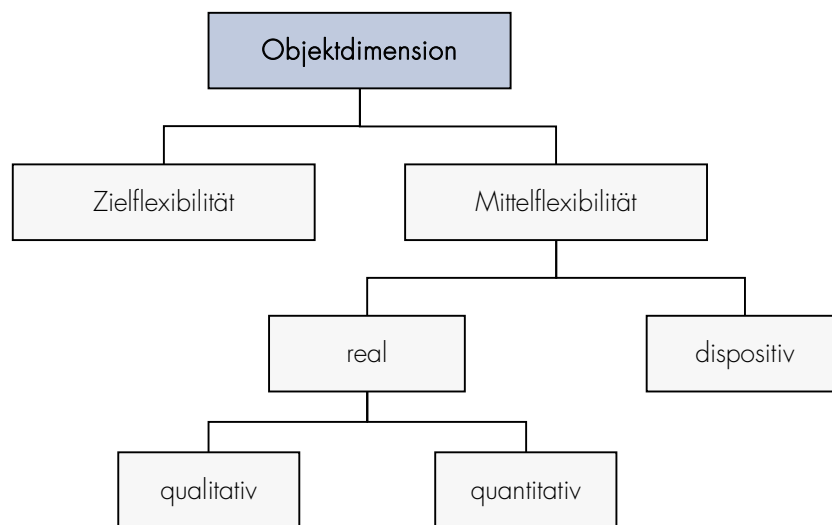 Objektdimension
Zielflexibilität
Mittelflexibilität
real
dispositiv
qualitativ
quantitativ